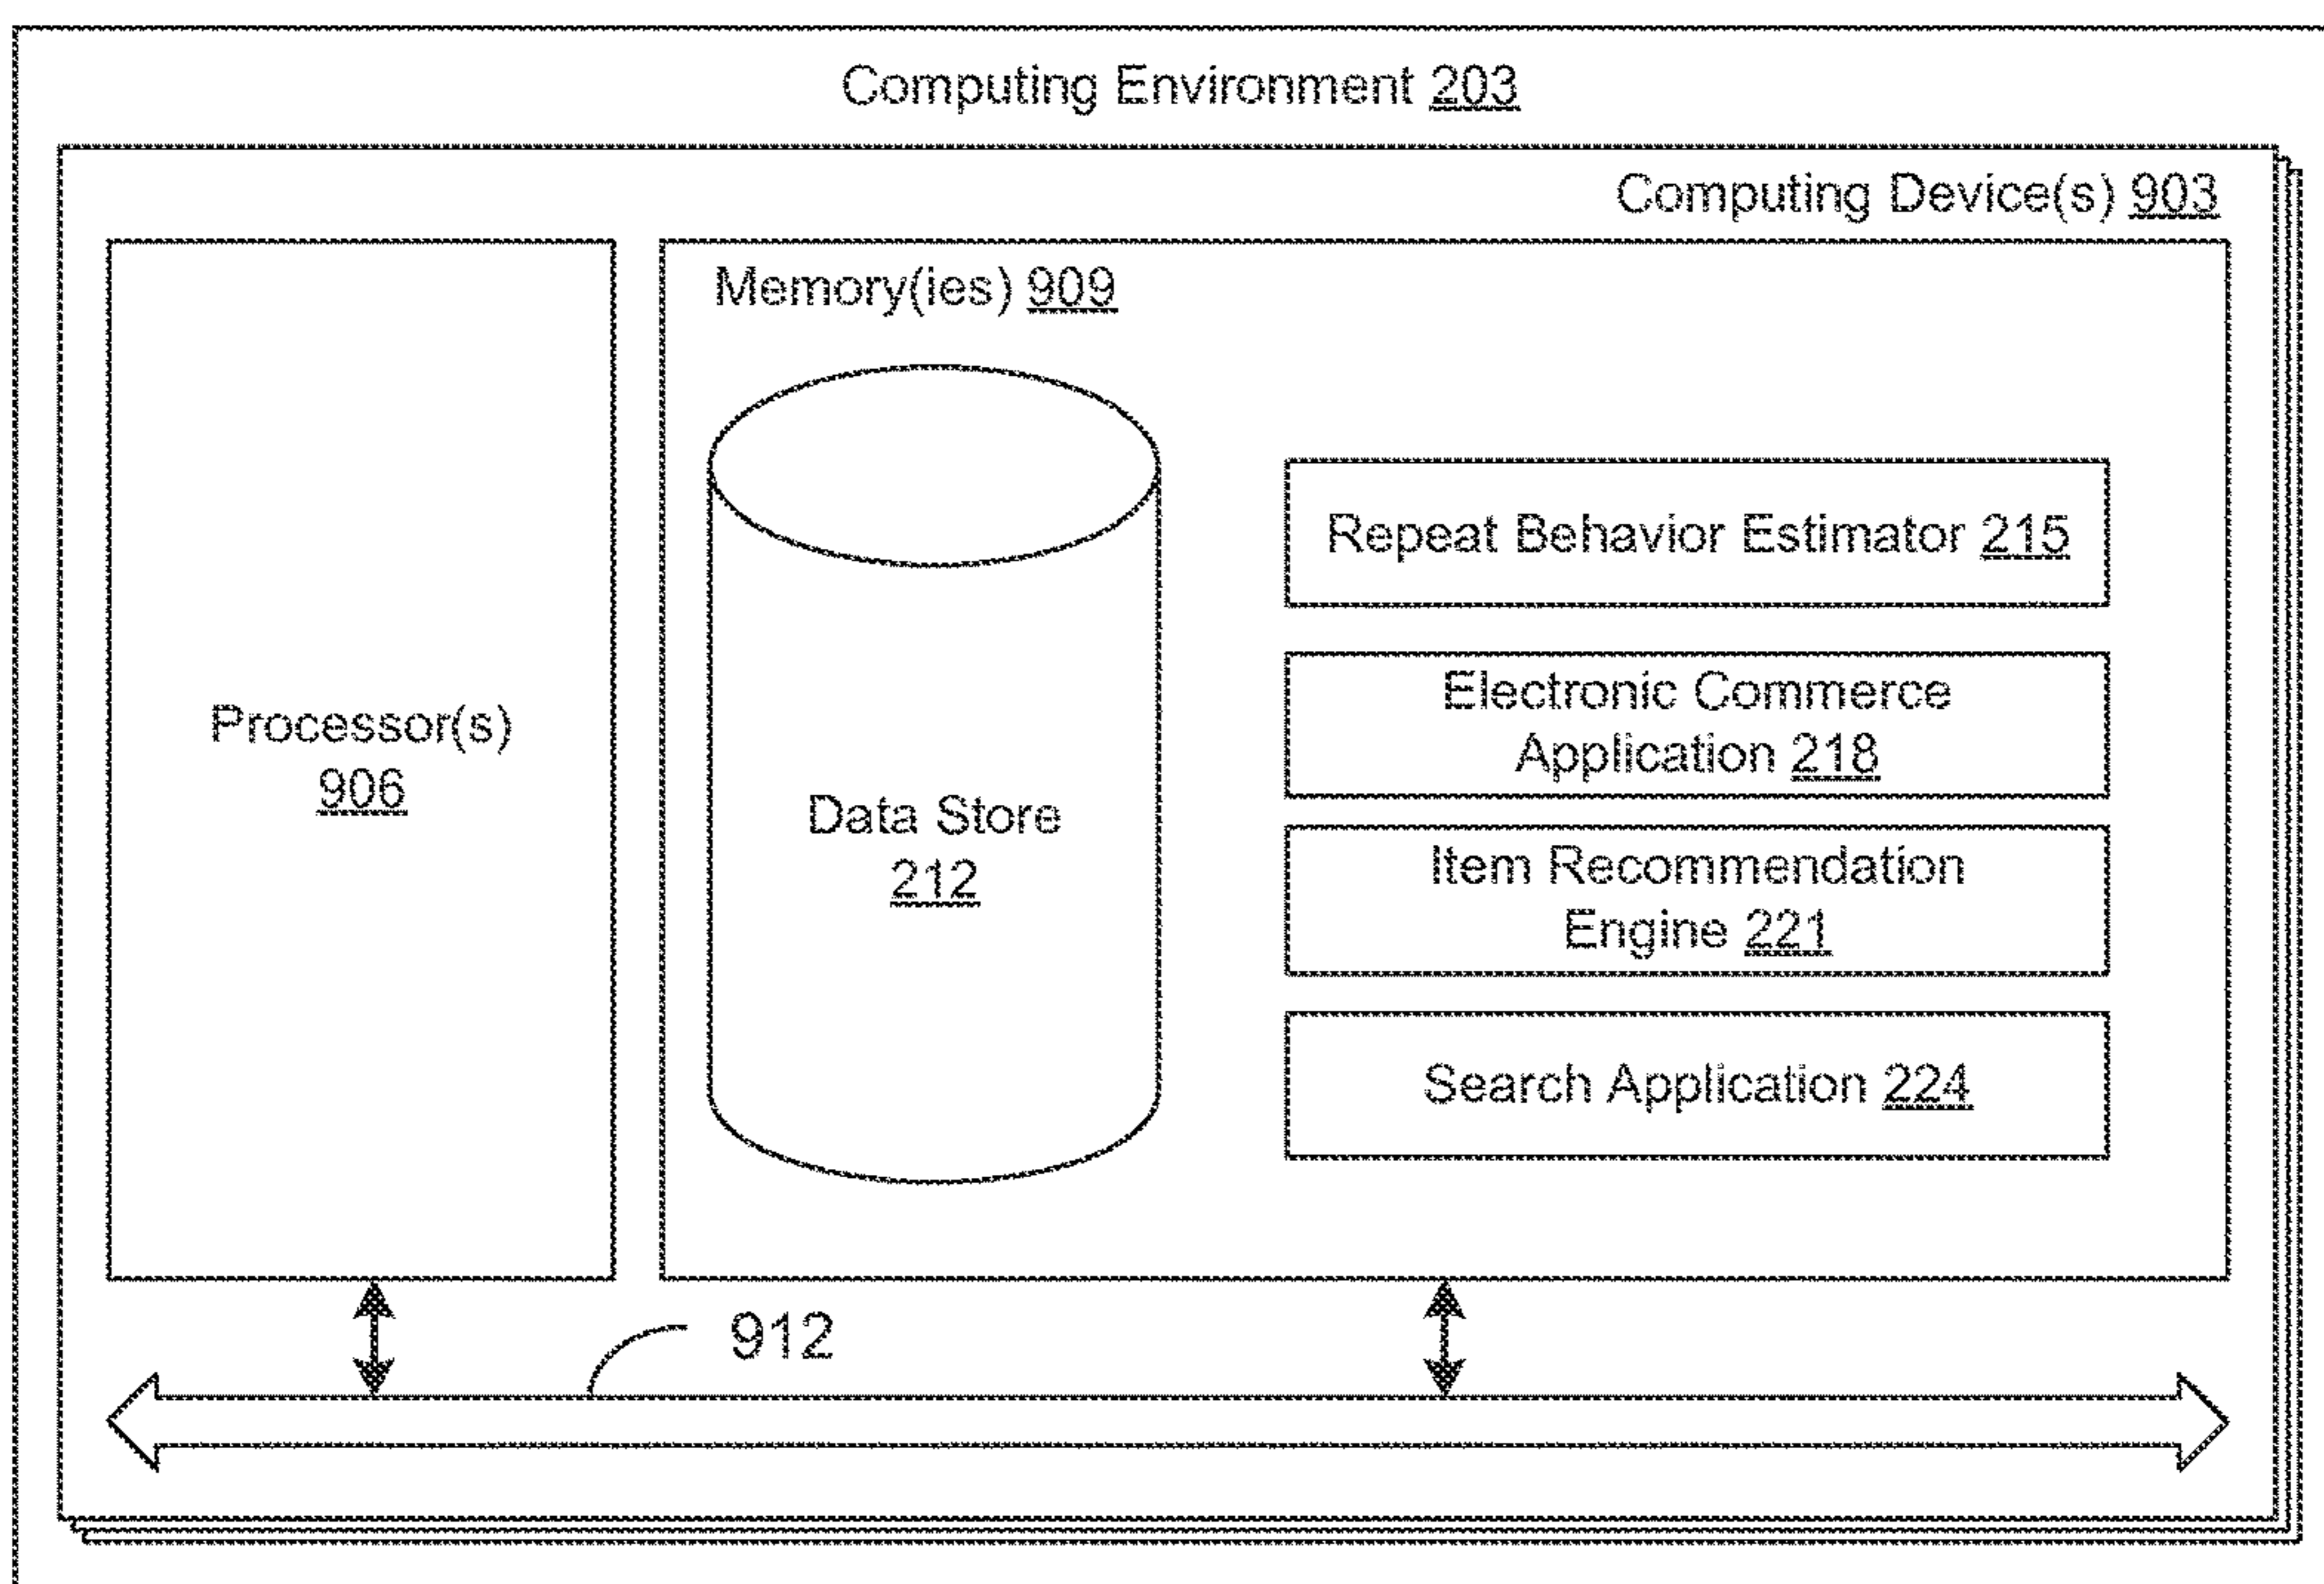 Computing Environment 203
Computing Device(s) 903
Memory(ies) 909
Processor(s)
906
Data Store
212
Repeat Behavior Estimator 215
Electronic Commerce
Application 218
Item Recommendation
Engine 221
Search Application 224
912